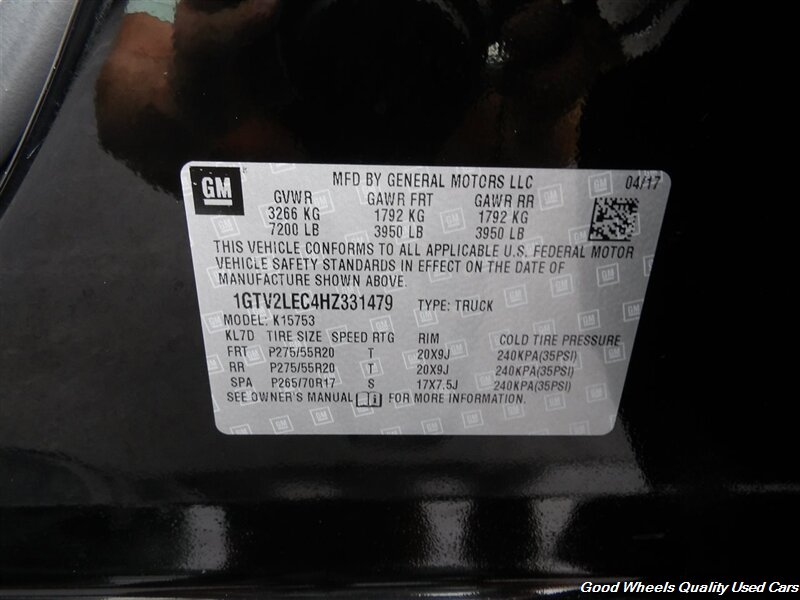 GM
MFD BY GENERAL MOTORS LLC 04/17
GVWR GAWR FRT GAWR RR
3266 KG 1792 KG 1792 KG
7200 LB 3950 LB 3950 LB
THIS VEHICLE CONFORMS TO ALL APPLICABLE U.S. FEDERAL MOTOR
VEHICLE SAFETY STANDARDS IN EFFECT ON THE DATE OF
MANUFACTURE SHOWN ABOVE.
1GTV2LEC4HZ331479 TYPE: TRUCK
MODEL: K15753
KL7D TIRE SIZE SPEED RTG RIM COLD TIRE PRESSURE
FRT P275/55R20 T 20X9J 240KPA(35PSI)
RR P275/55R20 T 20X9J 240KPA(35PSI)
SPA P265/70R17 S 17X7.5J 240KPA(35PSI)
SEE OWNER'S MANUAL FOR MORE INFORMATION.
Good Wheels Quality Used Cars